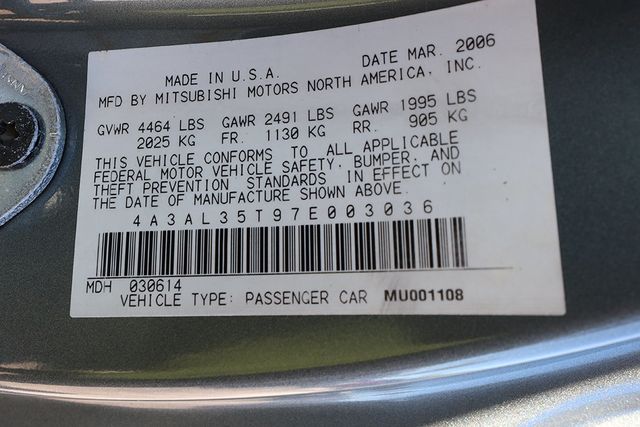 MADE IN U.S.A. DATE MAR. 2006
MFD BY MITSUBISHI MOTORS NORTH AMERICA, INC.
GVWR 4464 LBS GAWR 2491 LBS GAWR 1995 LBS
2025 KG FR. 1130 KG RR. 905 KG
THIS VEHICLE CONFORMS TO ALL APPLICABLE
FEDERAL MOTOR VEHICLE SAFETY, BUMPER, AND
THEFT PREVENTION STANDARDS IN EFFECT ON
THE DATE OF MANUFACTURE SHOWN ABOVE.
4A3AL35T97E003036
MDH 030614
VEHICLE TYPE: PASSENGER CAR MU001108